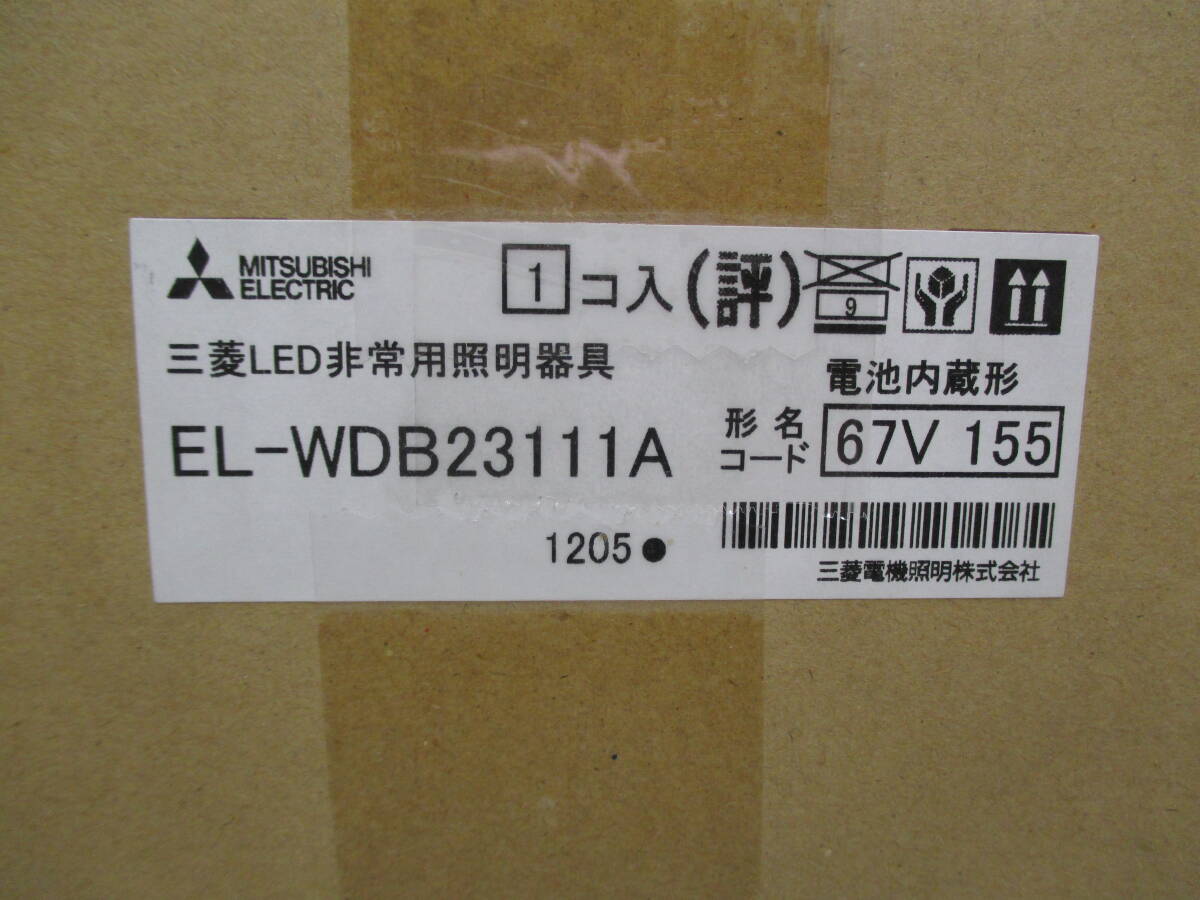 MITSUBISHI
ELECTRIC
1コ入(評)
9
三菱LED非常用照明器具
電池内蔵形
EL-WDB23111A
形名
コード
67V 155
1205●
三菱電機照明株式会社